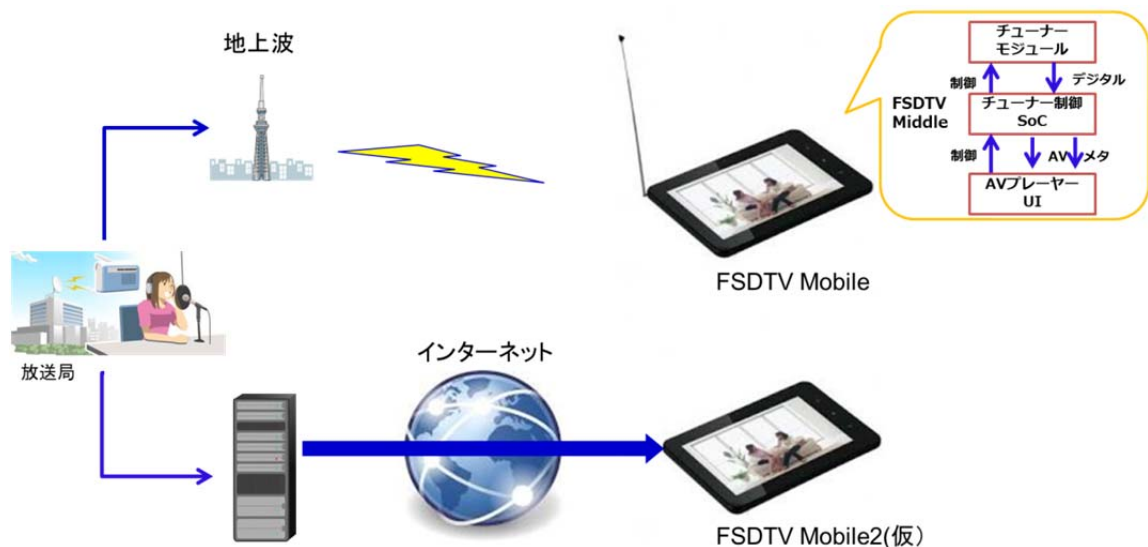 地上波
チューナー
モジュール
制御
デジタル
FSDTV
Middle
チューナー制御
SoC
制御
AV
メタ
AVプレーヤー
UI
FSDTV Mobile
放送局
インターネット
FSDTV Mobile2(仮）